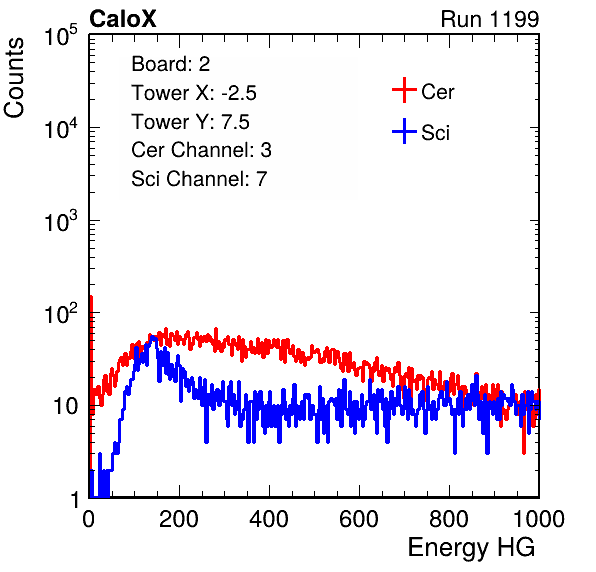 CaloX Run 1199
Counts
10^5
10^4
10^3
10^2
10
1
Board: 2
Tower X: -2.5
Tower Y: 7.5
Cer Channel: 3
Sci Channel: 7
Cer
Sci
0 200 400 600 800 1000
Energy HG